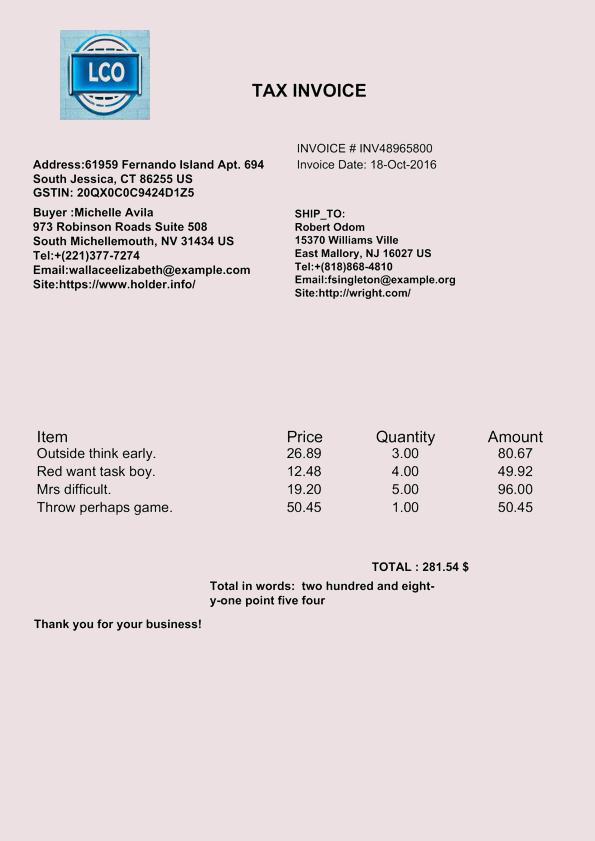 LCO
TAX INVOICE
INVOICE # INV48965800
Invoice Date: 18-Oct-2016
Address:61959 Fernando Island Apt. 694
South Jessica, CT 86255 US
GSTIN: 20QX0C0C9424D1Z5
Buyer :Michelle Avila
973 Robinson Roads Suite 508
South Michellemouth, NV 31434 US
Tel:+(221)377-7274
Email:wallaceelizabeth@example.com
Site:https://www.holder.info/
SHIP_TO:
Robert Odom
15370 Williams Ville
East Mallory, NJ 16027 US
Tel:+(818)868-4810
Email:fsingleton@example.org
Site:http://wright.com/
Item Price Quantity Amount
Outside think early. 26.89 3.00 80.67
Red want task boy. 12.48 4.00 49.92
Mrs difficult. 19.20 5.00 96.00
Throw perhaps game. 50.45 1.00 50.45
TOTAL : 281.54 $
Total in words: two hundred and eight-
y-one point five four
Thank you for your business!